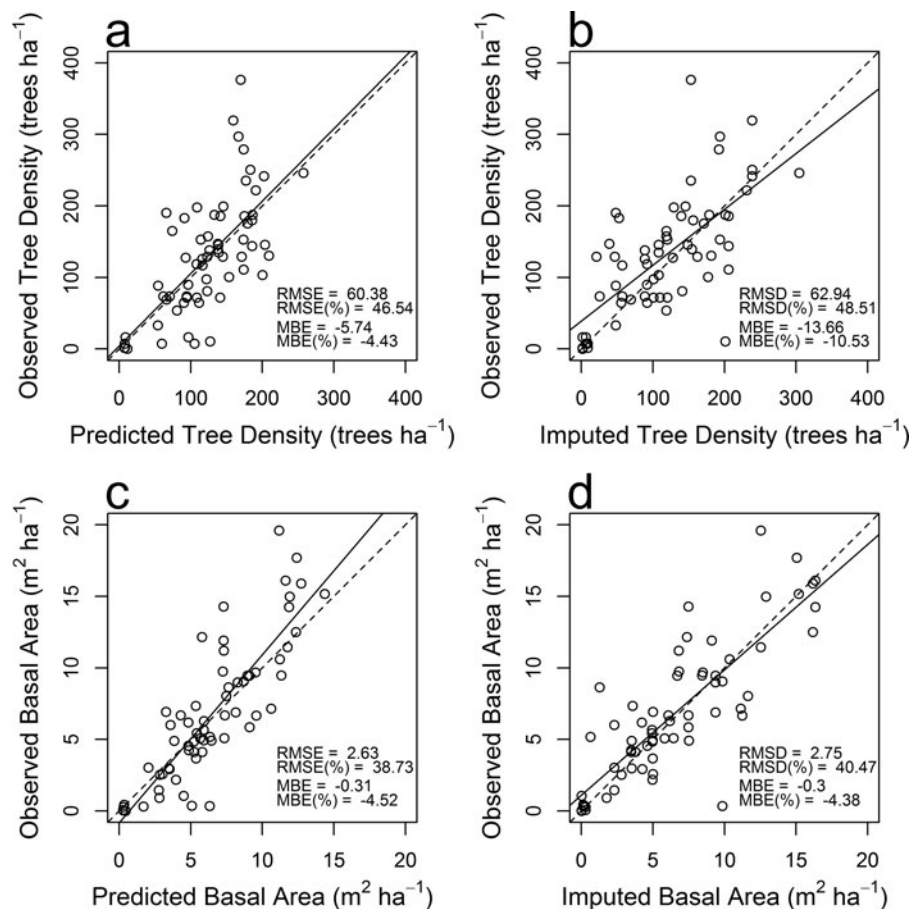 a
Observed Tree Density (trees ha⁻¹)
400
300
200
100
0
RMSE = 60.38
RMSE(%) = 46.54
MBE = -5.74
MBE(%) = -4.43
0 100 200 300 400
Predicted Tree Density (trees ha⁻¹)
b
Observed Tree Density (trees ha⁻¹)
400
300
200
100
0
RMSD = 62.94
RMSD(%) = 48.51
MBE = -13.66
MBE(%) = -10.53
0 100 200 300 400
Imputed Tree Density (trees ha⁻¹)
c
Observed Basal Area (m² ha⁻¹)
20
15
10
5
0
RMSE = 2.63
RMSE(%) = 38.73
MBE = -0.31
MBE(%) = -4.52
0 5 10 15 20
Predicted Basal Area (m² ha⁻¹)
d
Observed Basal Area (m² ha⁻¹)
20
15
10
5
0
RMSD = 2.75
RMSD(%) = 40.47
MBE = -0.3
MBE(%) = -4.38
0 5 10 15 20
Imputed Basal Area (m² ha⁻¹)